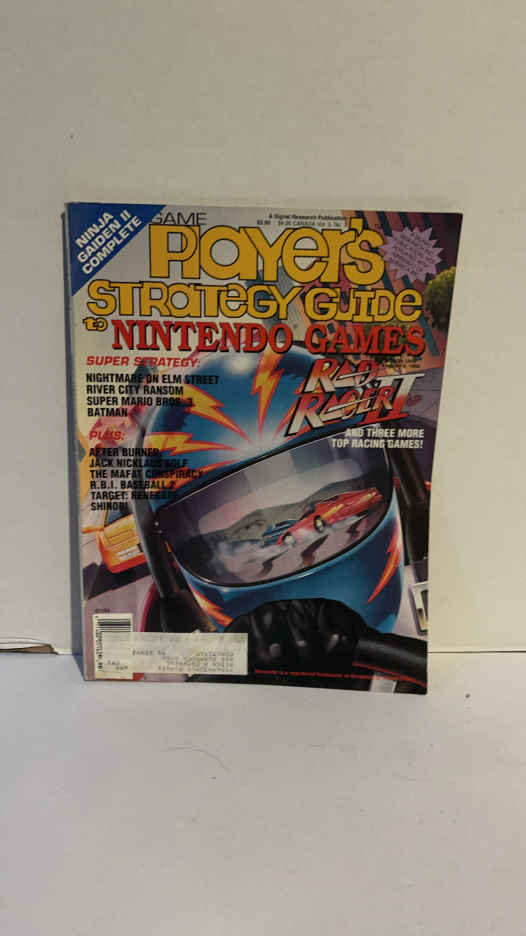 NINJA
GAIDEN II
COMPLETE
GAME
A Signal Research Publication
PLAYER'S
STRATEGY GUIDE
to NINTENDO GAMES
SUPER STRATEGY:
NIGHTMARE ON ELM STREET
RIVER CITY RANSOM
SUPER MARIO BROS. 3
BATMAN
RAD
RACER II
AND THREE MORE
TOP RACING GAMES!
PLUS:
AFTER BURNER
JACK NICKLAUS GOLF
THE MAFAT CONSPIRACY
R.B.I. BASEBALL 2
TARGET: RENEGADE
SHINOBI